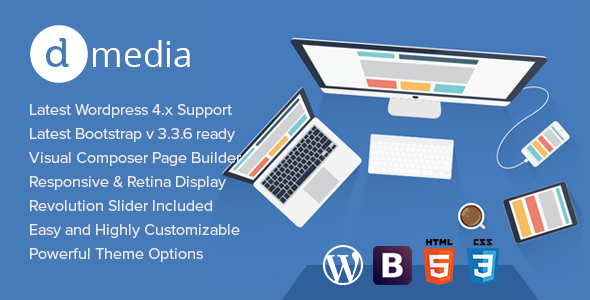 d media
Latest Wordpress 4.x Support
Latest Bootstrap v 3.3.6 ready
Visual Composer Page Builder
Responsive & Retina Display
Revolution Slider Included
Easy and Highly Customizable
Powerful Theme Options
W
B
HTML
5
CSS
3